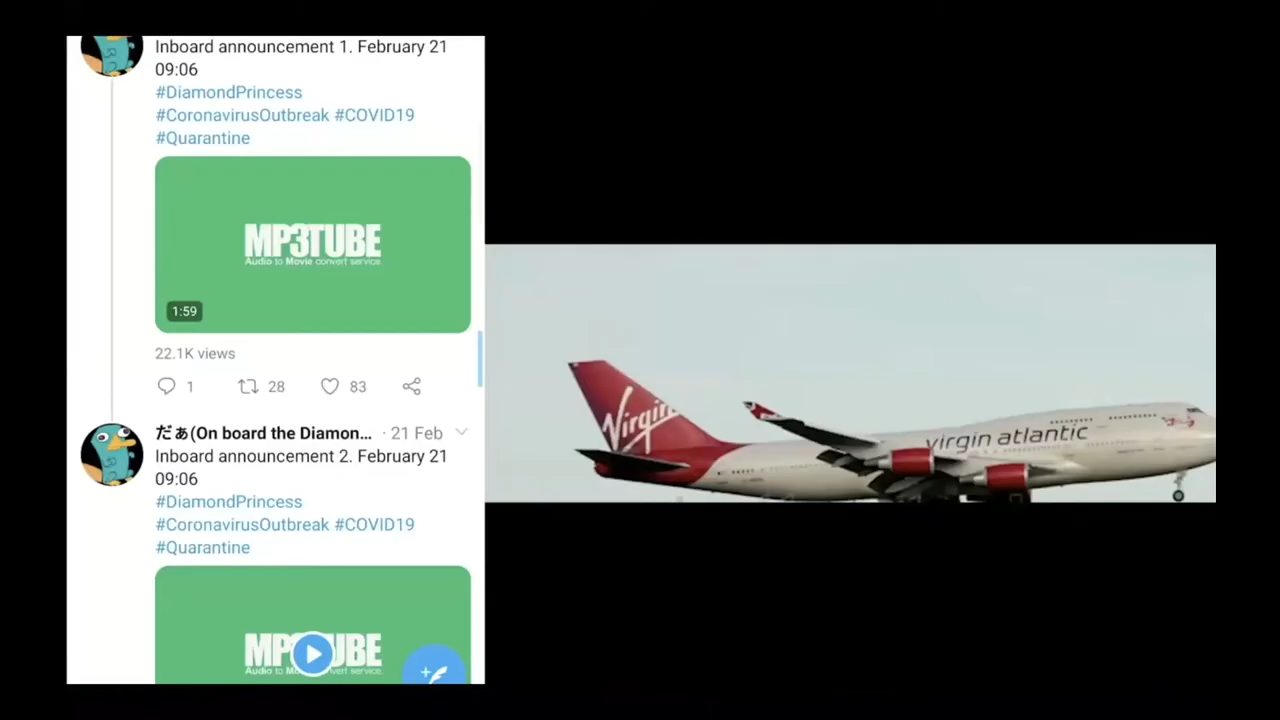 Inboard announcement 1. February 21
09:06
#DiamondPrincess
#CoronavirusOutbreak #COVID19
#Quarantine
MP3TUBE
Audio to Movie convert service.
1:59
22.1K views
1
28
83
だぁ(On board the Diamon... · 21 Feb
Inboard announcement 2. February 21
09:06
#DiamondPrincess
#CoronavirusOutbreak #COVID19
#Quarantine
Virgin
virgin atlantic